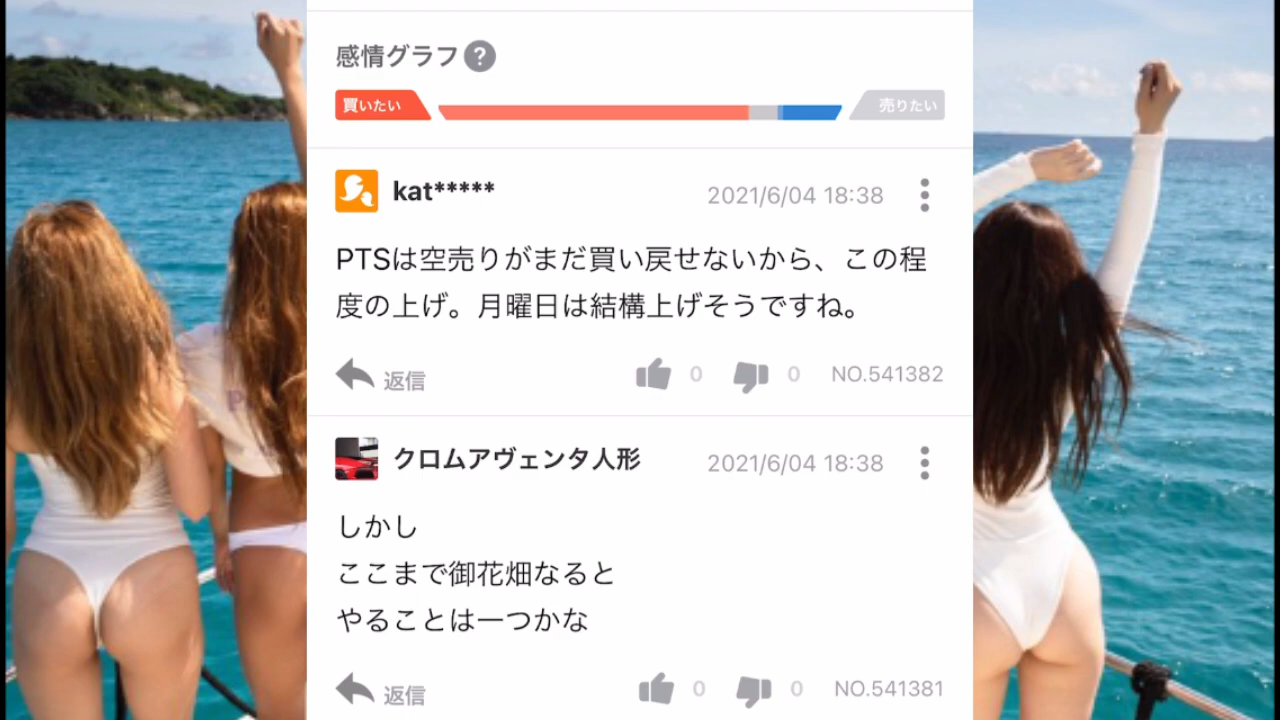 感情グラフ ?
買いたい 売りたい
kat***** 2021/6/04 18:38
PTSは空売りがまだ買い戻せないから、この程
度の上げ。月曜日は結構上げそうですね。
返信 0 0 NO.541382
クロムアヴェンタ人形 2021/6/04 18:38
しかし
ここまで御花畑なると
やることは一つかな
返信 0 0 NO.541381